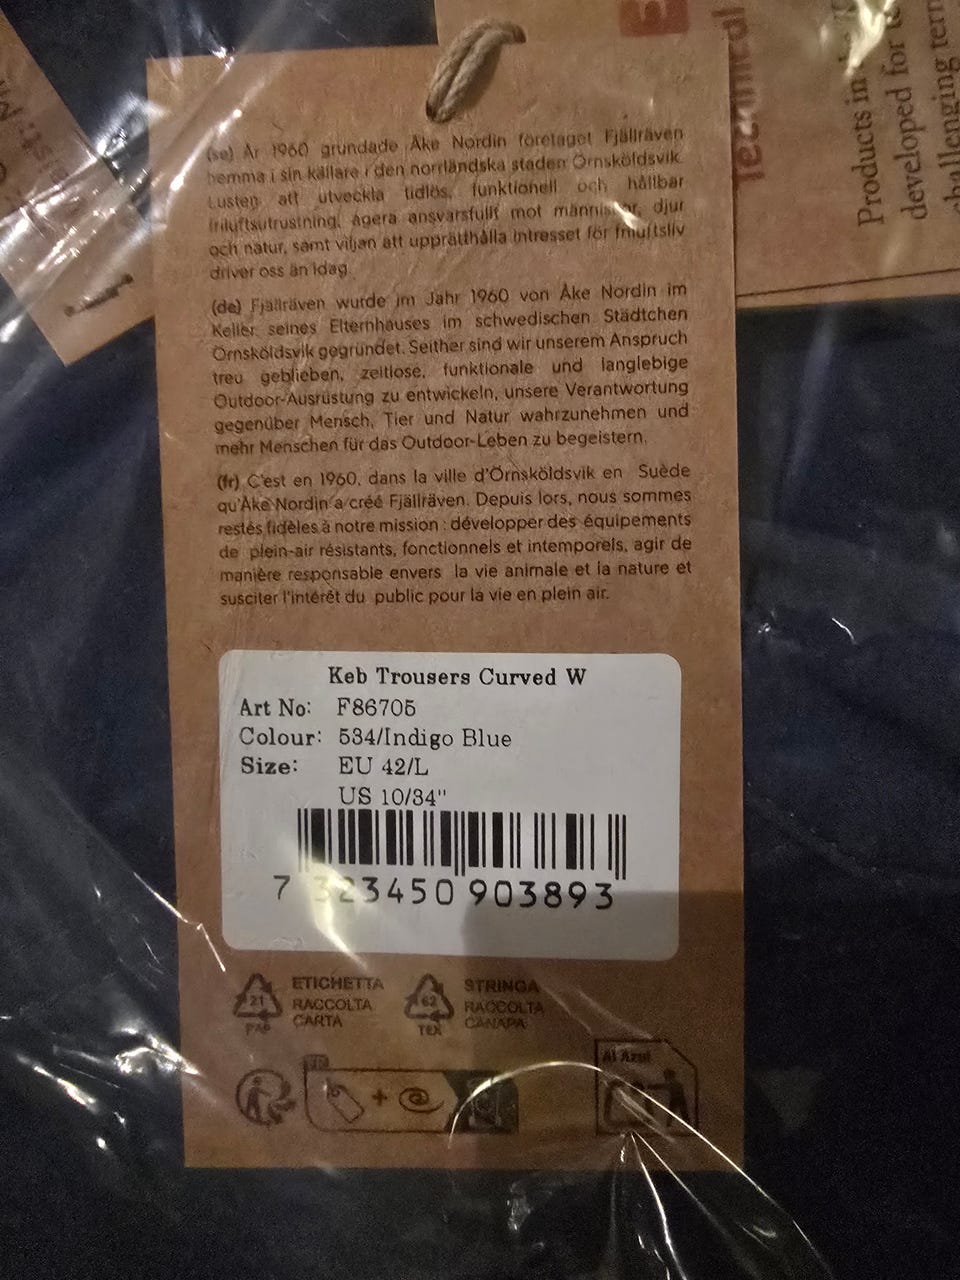 (se) År 1960 grundade Åke Nordin företaget Fjällräven
hemma i sin källare i den norrländska staden Örnsköldsvik.
Lusten att utveckla tidlös, funktionell och hållbar
friluftsutrustning, agera ansvarsfullt mot människor, djur
och natur, samt viljan att upprätthålla intresset för friluftsliv
driver oss än idag.
(de) Fjällräven wurde im Jahr 1960 von Åke Nordin im
Keller seines Elternhauses im schwedischen Städtchen
Örnsköldsvik gegründet. Seither sind wir unserem Anspruch
treu geblieben, zeitlose, funktionale und langlebige
Outdoor-Ausrüstung zu entwickeln, unsere Verantwortung
gegenüber Mensch, Tier und Natur wahrzunehmen und
mehr Menschen für das Outdoor-Leben zu begeistern.
(fr) C'est en 1960, dans la ville d'Örnsköldsvik en Suède
qu'Åke Nordin a créé Fjällräven. Depuis lors, nous sommes
restés fidèles à notre mission : développer des équipements
de plein-air résistants, fonctionnels et intemporels, agir de
manière responsable envers la vie animale et la nature et
susciter l'intérêt du public pour la vie en plein air.
Keb Trousers Curved W
Art No: F86705
Colour: 534/Indigo Blue
Size: EU 42/L
US 10/34"
7 323450 903893
21
PAP
ETICHETTA
RACCOLTA
CARTA
62
TEX
STRINGA
RACCOLTA
CANAPA
FR
+
Al Azul
Technical
Products in
developed for
challenging